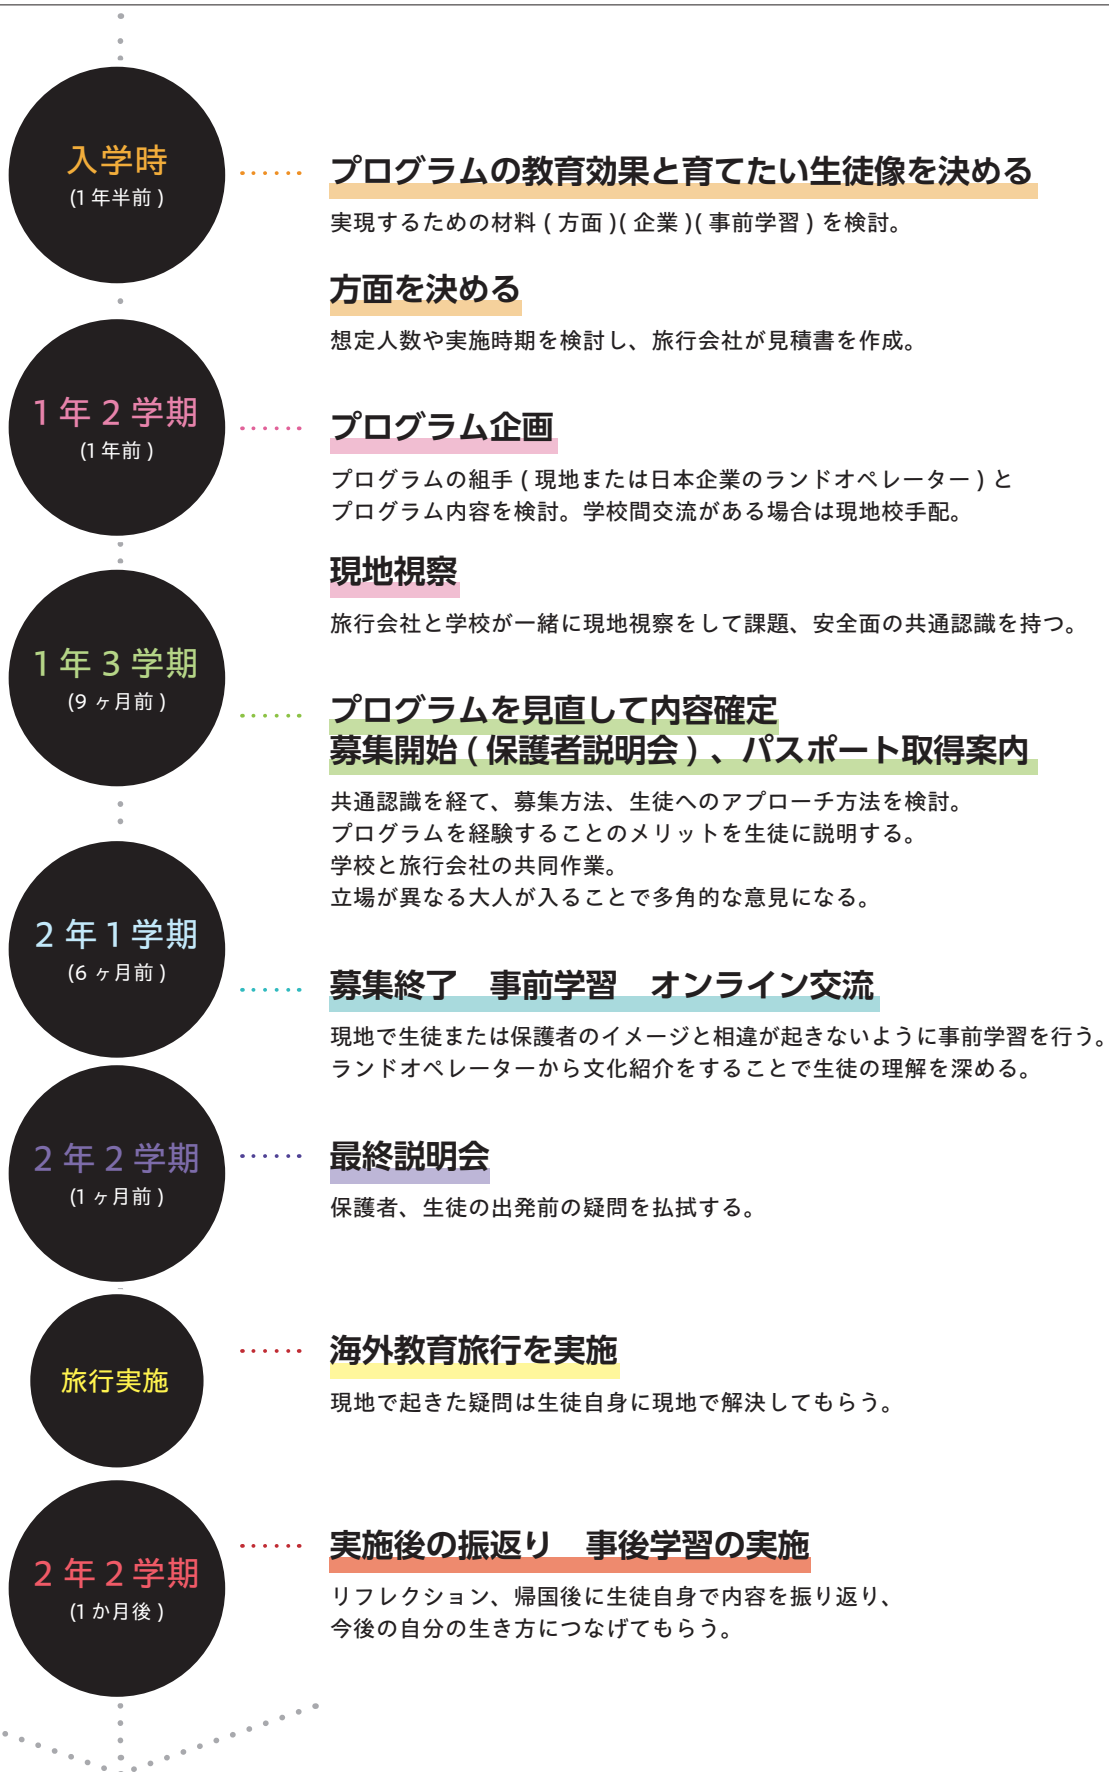 入学時
(1 年半前 )
プログラムの教育効果と育てたい生徒像を決める
実現するための材料 ( 方面 )( 企業 )( 事前学習 ) を検討。
方面を決める
想定人数や実施時期を検討し、旅行会社が見積書を作成。
1 年 2 学期
(1 年前 )
プログラム企画
プログラムの組手 ( 現地または日本企業のランドオペレーター ) と
プログラム内容を検討。学校間交流がある場合は現地校手配。
現地視察
旅行会社と学校が一緒に現地視察をして課題、安全面の共通認識を持つ。
1 年 3 学期
(9 ヶ月前 )
プログラムを見直して内容確定
募集開始 ( 保護者説明会 ) 、パスポート取得案内
共通認識を経て、募集方法、生徒へのアプローチ方法を検討。
プログラムを経験することのメリットを生徒に説明する。
学校と旅行会社の共同作業。
立場が異なる大人が入ることで多角的な意見になる。
2 年 1 学期
(6 ヶ月前 )
募集終了　事前学習　オンライン交流
現地で生徒または保護者のイメージと相違が起きないように事前学習を行う。
ランドオペレーターから文化紹介をすることで生徒の理解を深める。
2 年 2 学期
(1 ヶ月前 )
最終説明会
保護者、生徒の出発前の疑問を払拭する。
旅行実施
海外教育旅行を実施
現地で起きた疑問は生徒自身に現地で解決してもらう。
2 年 2 学期
(1 か月後 )
実施後の振返り　事後学習の実施
リフレクション、帰国後に生徒自身で内容を振り返り、
今後の自分の生き方につなげてもらう。